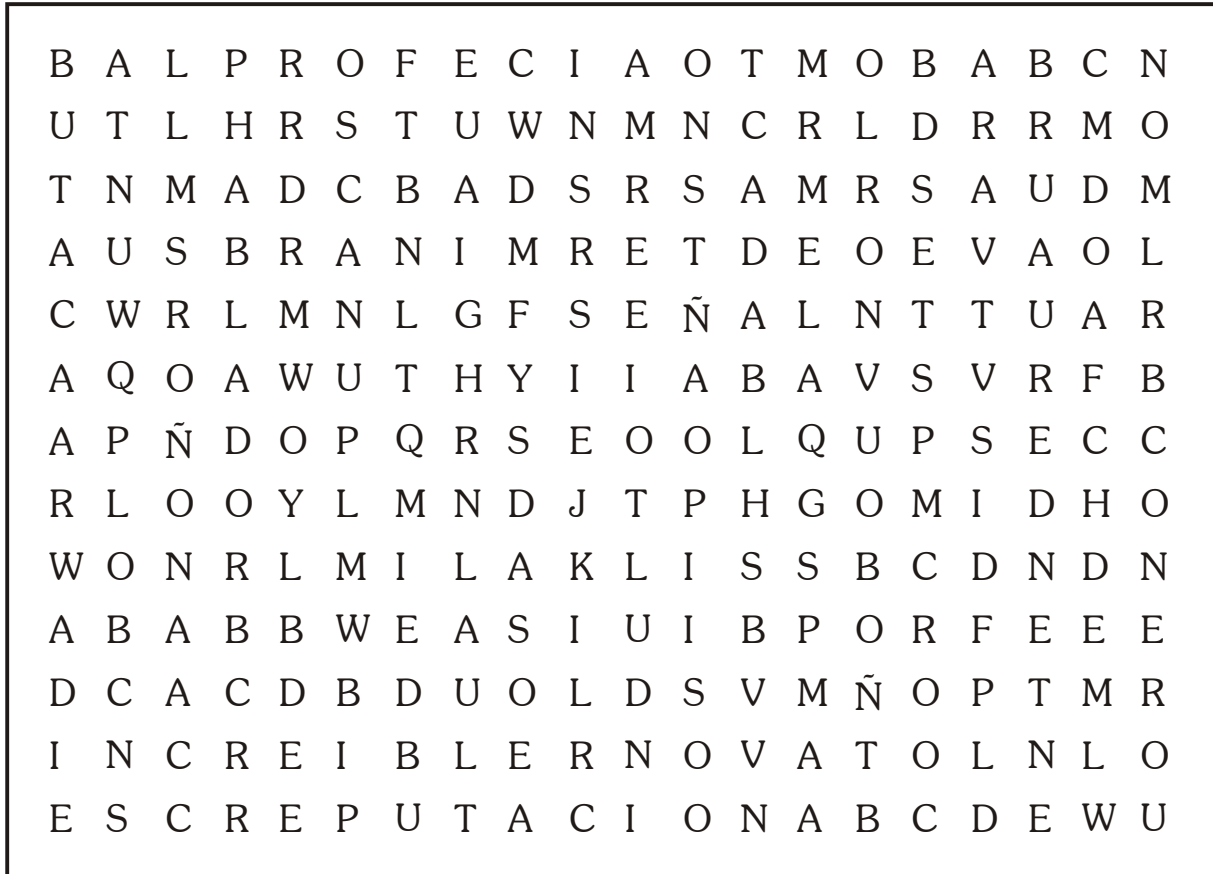 B A L P R O F E C I A O T M O B A B C N
U T L H R S T U W N M N C R L D R R M O
T N M A D C B A D S R S A M R S A U D M
A U S B R A N I M R E T D E O E V A O L
C W R L M N L G F S E Ñ A L N T T U A R
A Q O A W U T H Y I I A B A V S V R F B
A P Ñ D O P Q R S E O O L Q U P S E C C
R L O O Y L M N D J T P H G O M I D H O
W O N R L M I L A K L I S S B C D N D N
A B A B B W E A S I U I B P O R F E E E
D C A C D B D U O L D S V M Ñ O P T M R
I N C R E I B L E R N O V A T O L N L O
E S C R E P U T A C I O N A B C D E W U